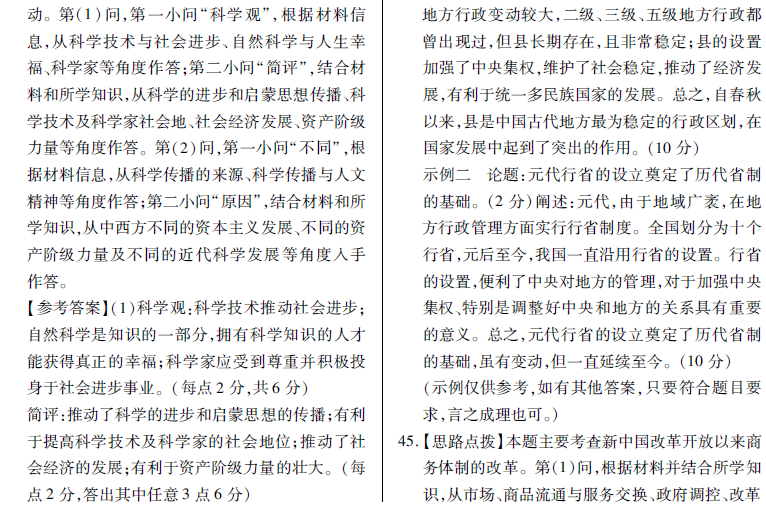 动。第(1)问,第一小问“科学观”,根据材料信
息,从科学技术与社会进步、自然科学与人生幸
福、科学家等角度作答;第二小问“简评”,结合材
料和所学知识,从科学的进步和启蒙思想传播、科
学技术及科学家社会地、社会经济发展、资产阶级
力量等角度作答。第(2)问,第一小问“不同”,根
据材料信息,从科学传播的来源、科学传播与人文
精神等角度作答;第二小问“原因”,结合材料和所
学知识,从中西方不同的资本主义发展、不同的资
产阶级力量及不同的近代科学发展等角度入手
作答。
【参考答案】(1)科学观:科学技术推动社会进步;
自然科学是知识的一部分,拥有科学知识的人才
能获得真正的幸福;科学家应受到尊重并积极投
身于社会进步事业。(每点2分,共6分)
简评:推动了科学的进步和启蒙思想的传播;有利
于提高科学技术及科学家的社会地位;推动了社
会经济的发展;有利于资产阶级力量的壮大。(每
点2分,答出其中任意3点6分)
地方行政变动较大,二级、三级、五级地方行政都
曾出现过,但县长期存在,且非常稳定;县的设置
加强了中央集权,维护了社会稳定,推动了经济发
展,有利于统一多民族国家的发展。总之,自春秋
以来,县是中国古代地方最为稳定的行政区划,在
国家发展中起到了突出的作用。(10分)
示例二 论题:元代行省的设立奠定了历代省制
的基础。(2分)阐述:元代,由于地域广袤,在地
方行政管理方面实行行省制度。全国划分为十个
行省,元后至今,我国一直沿用行省的设置。行省
的设置,便利了中央对地方的管理,对于加强中央
集权、特别是调整好中央和地方的关系具有重要
的意义。总之,元代行省的设立奠定了历代省制
的基础,虽有变动,但一直延续至今。(10分)
(示例仅供参考,如有其他答案,只要符合题目要
求,言之成理也可。)
45.【思路点拨】本题主要考查新中国改革开放以来商
务体制的改革。第(1)问,根据材料并结合所学知
识,从市场、商品流通与服务交换、政府调控、改革